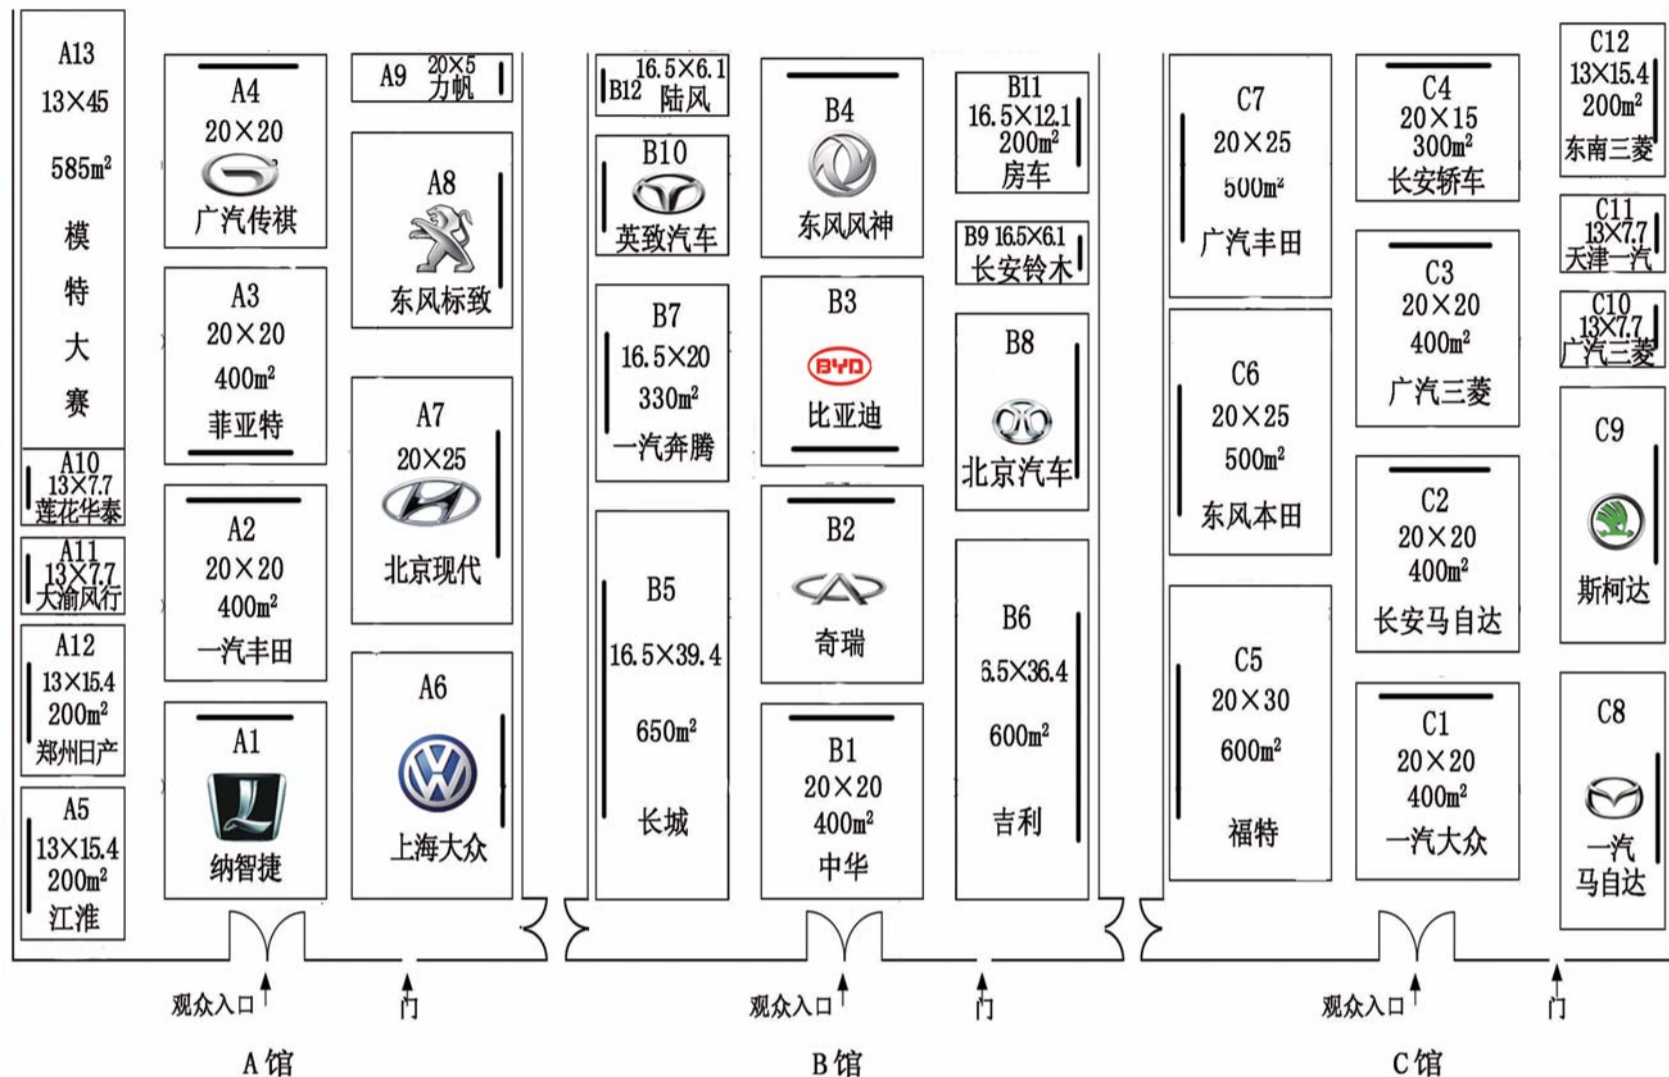 A13
13×45
585m²
模
特
大
赛
A10
13×7.7
莲花华泰
A11
13×7.7
大渝风行
A12
13×15.4
200m²
郑州日产
A5
13×15.4
200m²
江淮
A4
20×20
广汽传祺
A3
20×20
400m²
菲亚特
A2
20×20
400m²
一汽丰田
A1
纳智捷
A9 20×5
力帆
A8
东风标致
A7
20×25
北京现代
A6
上海大众
16.5×6.1
B12 陆风
B10
英致汽车
B7
16.5×20
330m²
一汽奔腾
B5
16.5×39.4
650m²
长城
B4
东风风神
B3
BYD
比亚迪
B2
奇瑞
B1
20×20
400m²
中华
B11
16.5×12.1
200m²
房车
B9 16.5×6.1
长安铃木
B8
北京汽车
B6
6.5×36.4
600m²
吉利
C7
20×25
500m²
广汽丰田
C6
20×25
500m²
东风本田
C5
20×30
600m²
福特
C4
20×15
300m²
长安轿车
C3
20×20
400m²
广汽三菱
C2
20×20
400m²
长安马自达
C1
20×20
400m²
一汽大众
C12
13×15.4
200m²
东南三菱
C11
13×7.7
天津一汽
C10
13×7.7
广汽三菱
C9
斯柯达
C8
一汽
马自达
观众入口 门 观众入口 门 观众入口 门
A馆 B馆 C馆